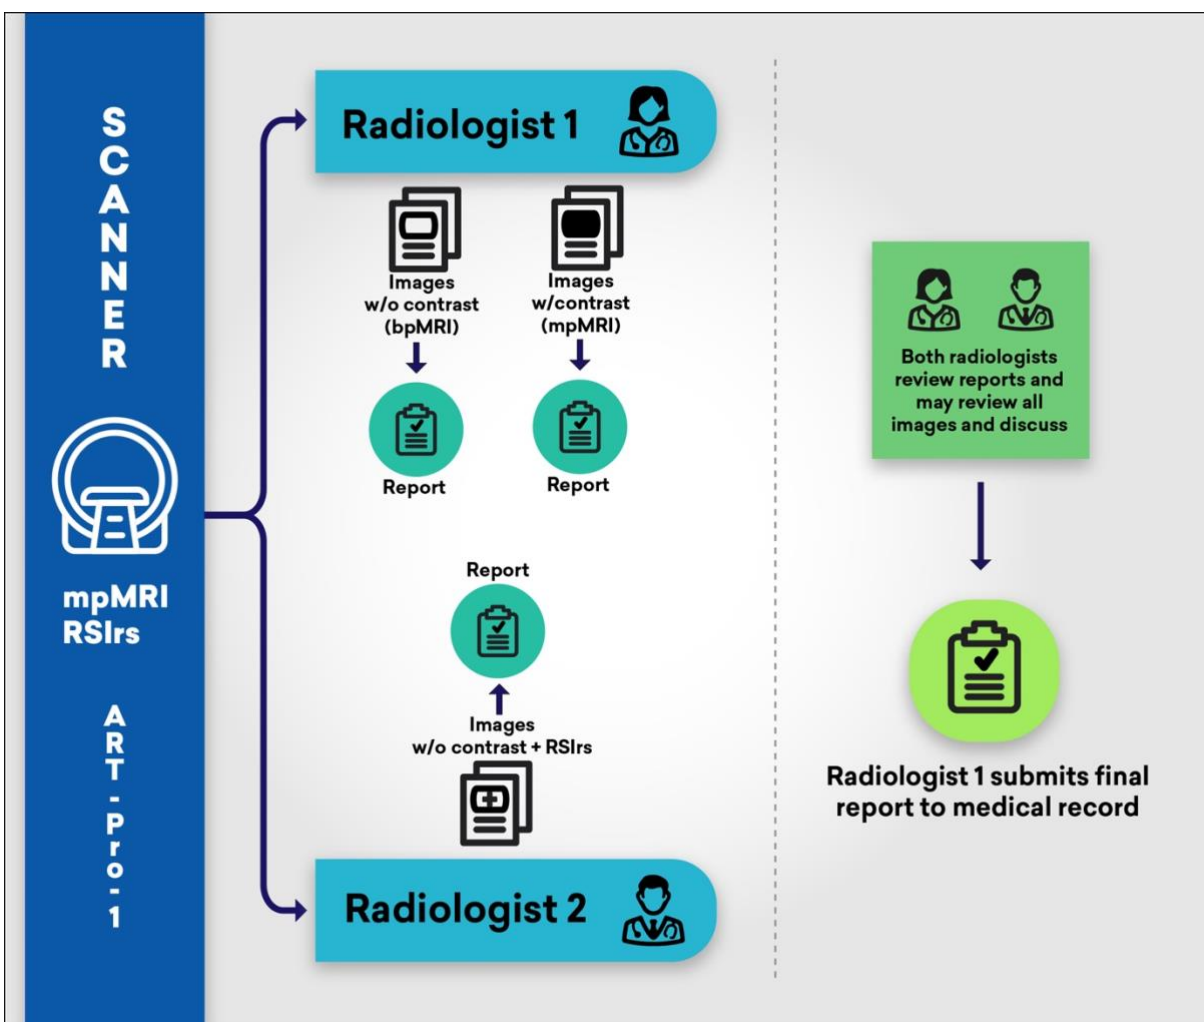 SCANNER
mpMRI
RSIrs
ART-Pro-1
Radiologist 1
Images
w/o contrast
(bpMRI)
Report
Images
w/contrast
(mpMRI)
Report
Report
Images
w/o contrast + RSIrs
Radiologist 2
Both radiologists
review reports and
may review all
images and discuss
Radiologist 1 submits final
report to medical record